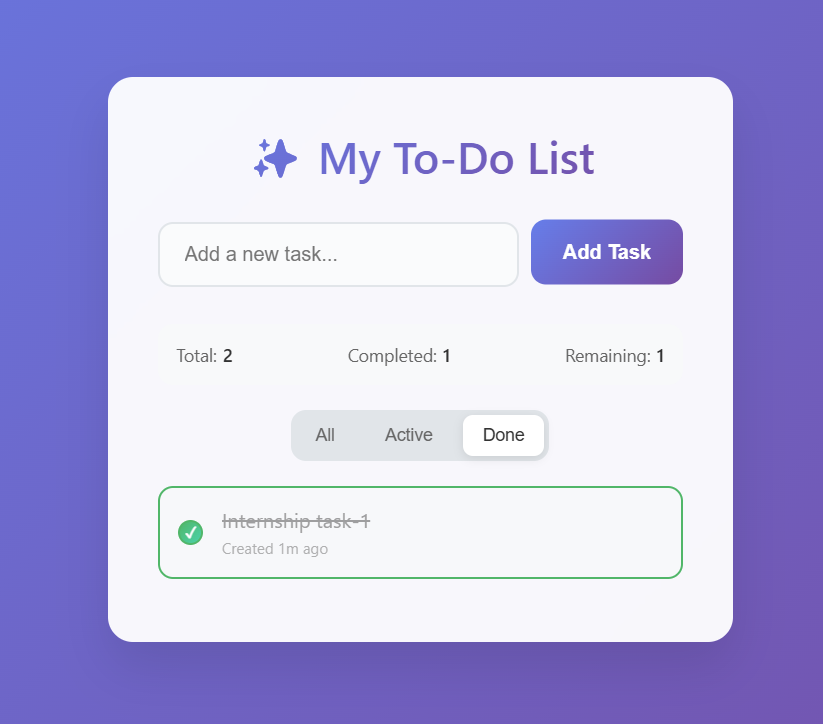 My To-Do List
Add a new task...
Add Task
Total: 2
Completed: 1
Remaining: 1
All
Active
Done
Internship task-1
Created 1m ago